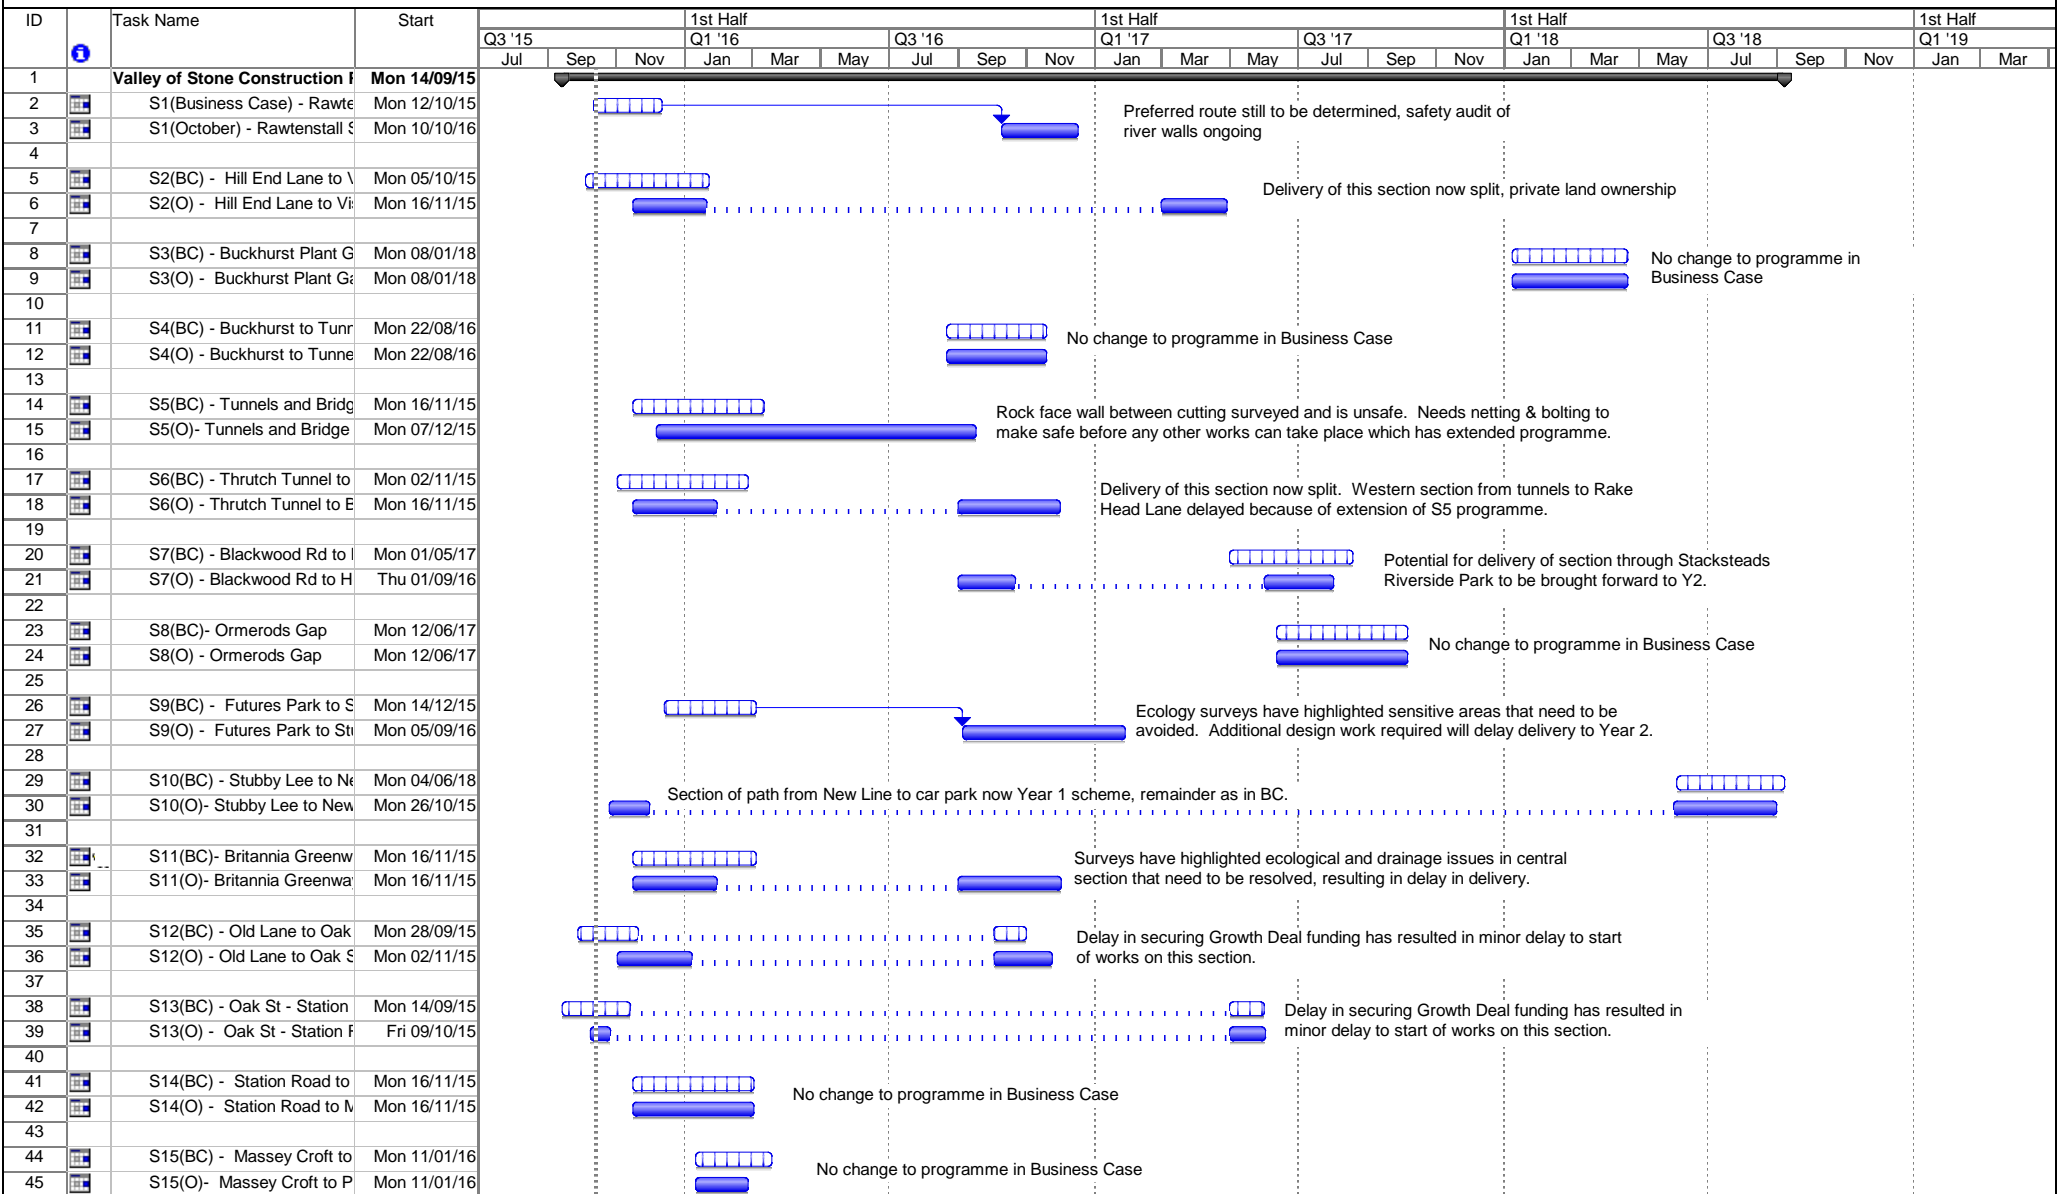 ID Task Name Start 1st Half 1st Half 1st Half 1st Half
Q3 '15 Q1 '16 Q3 '16 Q1 '17 Q3 '17 Q1 '18 Q3 '18 Q1 '19
Jul Sep Nov Jan Mar May Jul Sep Nov Jan Mar May Jul Sep Nov Jan Mar May Jul Sep Nov Jan Mar
1 Valley of Stone Construction Mon 14/09/15
2 S1(Business Case) - Rawte Mon 12/10/15
3 S1(October) - Rawtenstall S Mon 10/10/16
Preferred route still to be determined, safety audit of
river walls ongoing
4
5 S2(BC) - Hill End Lane to V Mon 05/10/15
6 S2(O) - Hill End Lane to Vi Mon 16/11/15
Delivery of this section now split, private land ownership
7
8 S3(BC) - Buckhurst Plant G Mon 08/01/18
9 S3(O) - Buckhurst Plant Ga Mon 08/01/18
No change to programme in
Business Case
10
11 S4(BC) - Buckhurst to Tunn Mon 22/08/16
12 S4(O) - Buckhurst to Tunne Mon 22/08/16
No change to programme in Business Case
13
14 S5(BC) - Tunnels and Bridg Mon 16/11/15
15 S5(O)- Tunnels and Bridge Mon 07/12/15
Rock face wall between cutting surveyed and is unsafe. Needs netting & bolting to
make safe before any other works can take place which has extended programme.
16
17 S6(BC) - Thrutch Tunnel to Mon 02/11/15
18 S6(O) - Thrutch Tunnel to B Mon 16/11/15
Delivery of this section now split. Western section from tunnels to Rake
Head Lane delayed because of extension of S5 programme.
19
20 S7(BC) - Blackwood Rd to Mon 01/05/17
21 S7(O) - Blackwood Rd to H Thu 01/09/16
Potential for delivery of section through Stacksteads
Riverside Park to be brought forward to Y2.
22
23 S8(BC)- Ormerods Gap Mon 12/06/17
24 S8(O) - Ormerods Gap Mon 12/06/17
No change to programme in Business Case
25
26 S9(BC) - Futures Park to S Mon 14/12/15
27 S9(O) - Futures Park to Stu Mon 05/09/16
Ecology surveys have highlighted sensitive areas that need to be
avoided. Additional design work required will delay delivery to Year 2.
28
29 S10(BC) - Stubby Lee to Ne Mon 04/06/18
30 S10(O)- Stubby Lee to New Mon 26/10/15
Section of path from New Line to car park now Year 1 scheme, remainder as in BC.
31
32 S11(BC)- Britannia Greenw Mon 16/11/15
33 S11(O)- Britannia Greenway Mon 16/11/15
Surveys have highlighted ecological and drainage issues in central
section that need to be resolved, resulting in delay in delivery.
34
35 S12(BC) - Old Lane to Oak Mon 28/09/15
36 S12(O) - Old Lane to Oak S Mon 02/11/15
Delay in securing Growth Deal funding has resulted in minor delay to start
of works on this section.
37
38 S13(BC) - Oak St - Station Mon 14/09/15
39 S13(O) - Oak St - Station F Fri 09/10/15
Delay in securing Growth Deal funding has resulted in
minor delay to start of works on this section.
40
41 S14(BC) - Station Road to Mon 16/11/15
42 S14(O) - Station Road to M Mon 16/11/15
No change to programme in Business Case
43
44 S15(BC) - Massey Croft to Mon 11/01/16
45 S15(O)- Massey Croft to P Mon 11/01/16
No change to programme in Business Case